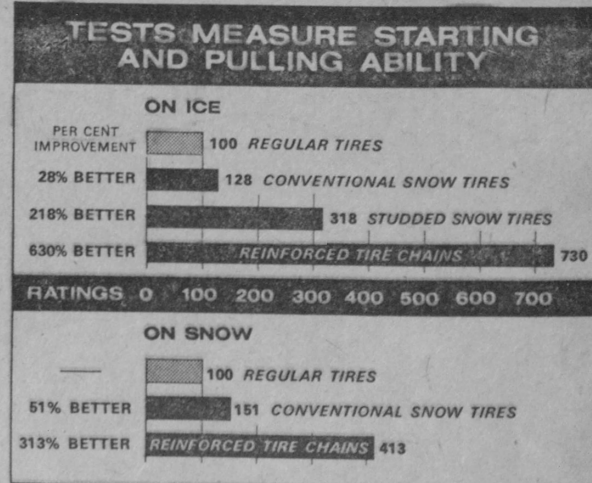 TESTS MEASURE STARTING
AND PULLING ABILITY
ON ICE
PER CENT
IMPROVEMENT
100 REGULAR TIRES
28% BETTER 128 CONVENTIONAL SNOW TIRES
218% BETTER 318 STUDDED SNOW TIRES
630% BETTER REINFORCED TIRE CHAINS 730
RATINGS 0 100 200 300 400 500 600 700
ON SNOW
100 REGULAR TIRES
51% BETTER 151 CONVENTIONAL SNOW TIRES
313% BETTER REINFORCED TIRE CHAINS 413